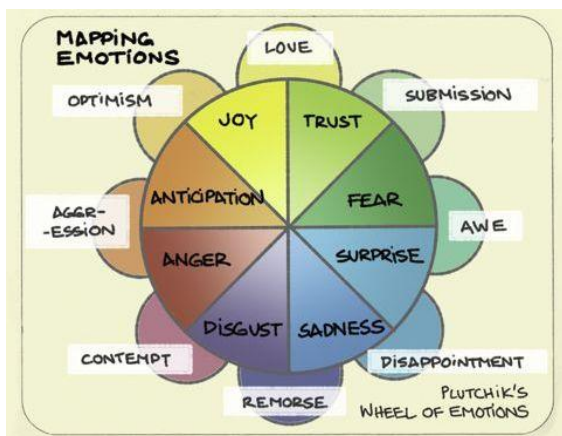 MAPPING
EMOTIONS
LOVE
OPTIMISM
SUBMISSION
JOY
TRUST
ANTICIPATION
FEAR
AGGR-
-ESSION
AWE
ANGER
SURPRISE
DISGUST
SADNESS
CONTEMPT
DISAPPOINTMENT
REMORSE
PLUTCHIK'S
WHEEL OF EMOTIONS